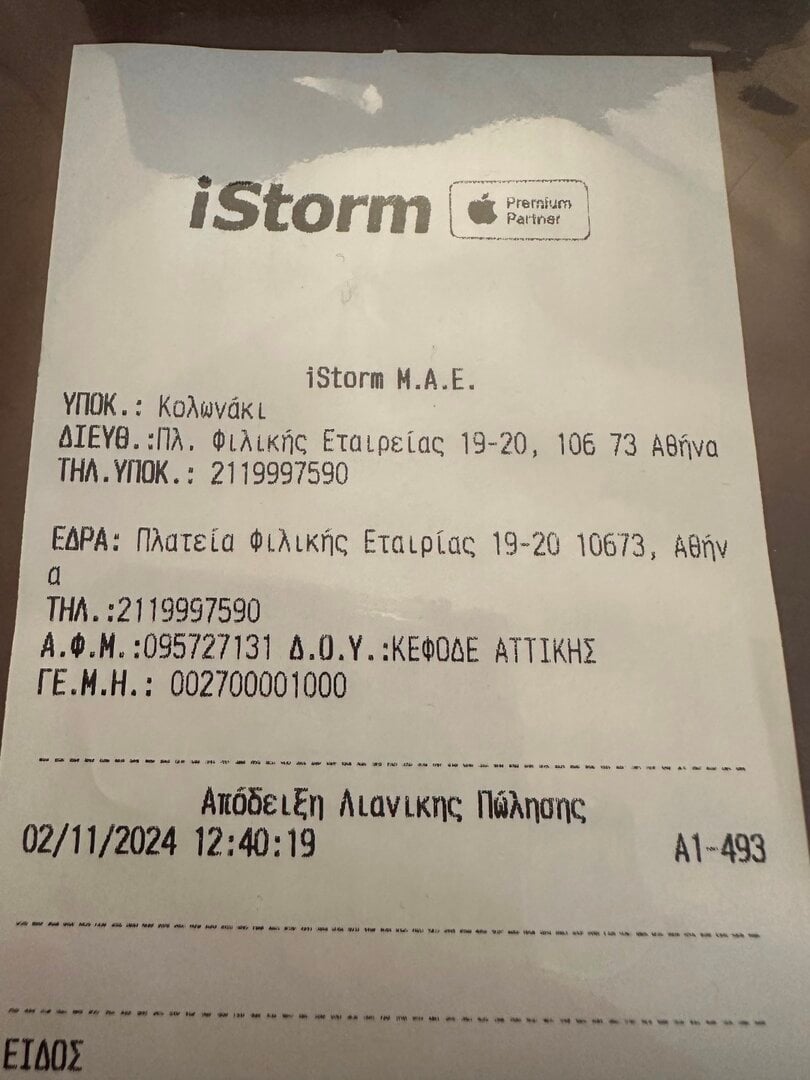 iStorm Premium
Partner
iStorm Μ.Α.Ε.
ΥΠΟΚ.: Κολωνάκι
ΔΙΕΥΘ.:Πλ. Φιλικής Εταιρείας 19-20, 106 73 Αθήνα
ΤΗΛ.ΥΠΟΚ.: 2119997590
ΕΔΡΑ: Πλατεία Φιλικής Εταιρίας 19-20 10673, Αθήν
α
ΤΗΛ.:2119997590
Α.Φ.Μ.:095727131 Δ.Ο.Υ.:ΚΕΦΟΔΕ ΑΤΤΙΚΗΣ
ΓΕ.Μ.Η.: 002700001000
Απόδειξη Λιανικης Πώλησης
02/11/2024 12:40:19 Α1-493
ΕΙΔΟΣ